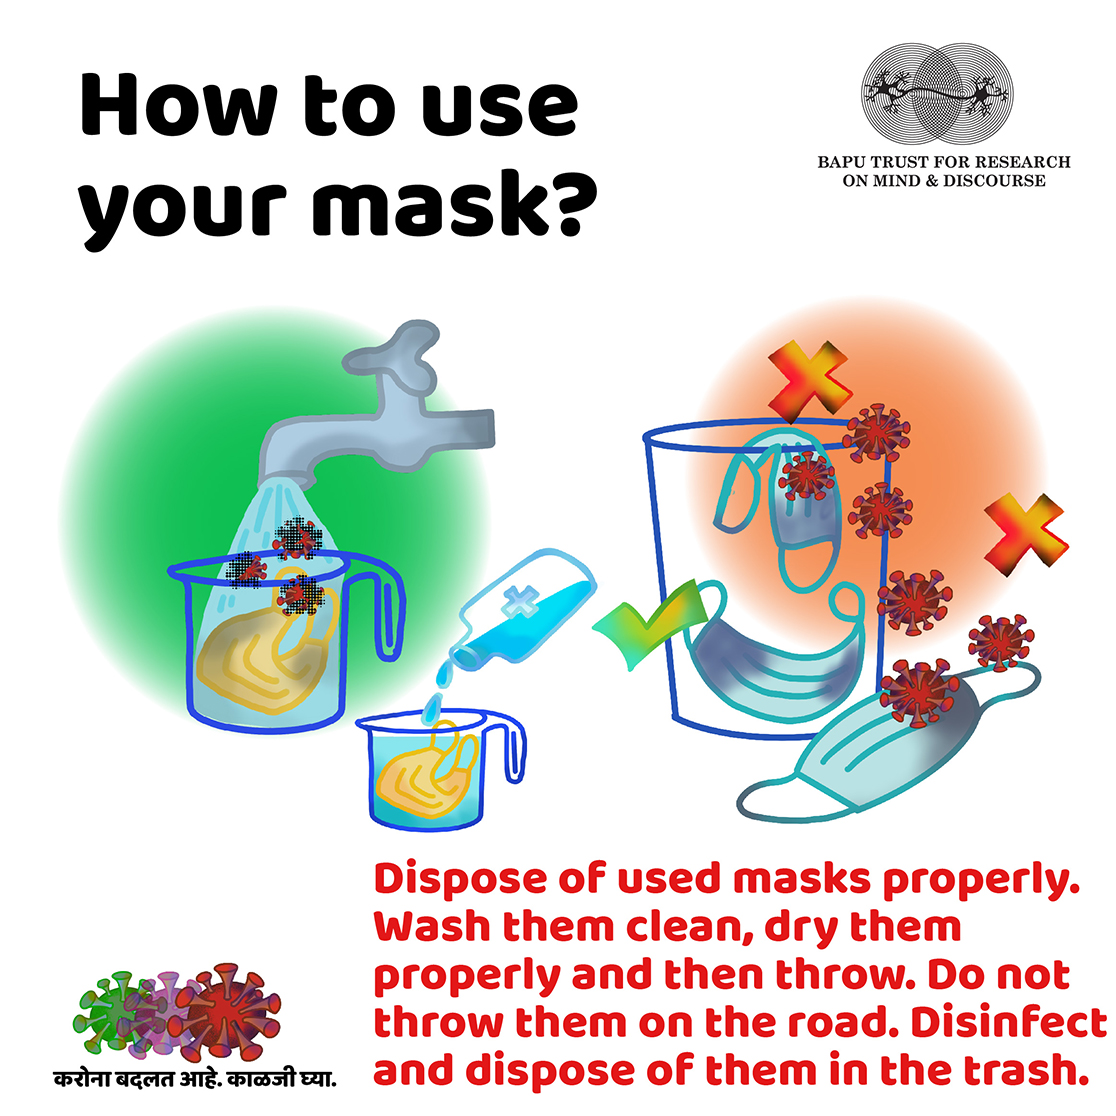 How to use
your mask?
BAPU TRUST FOR RESEARCH
ON MIND & DISCOURSE
Dispose of used masks properly.
Wash them clean, dry them
properly and then throw. Do not
throw them on the road. Disinfect
and dispose of them in the trash.
करोना बदलत आहे. काळजी घ्या.